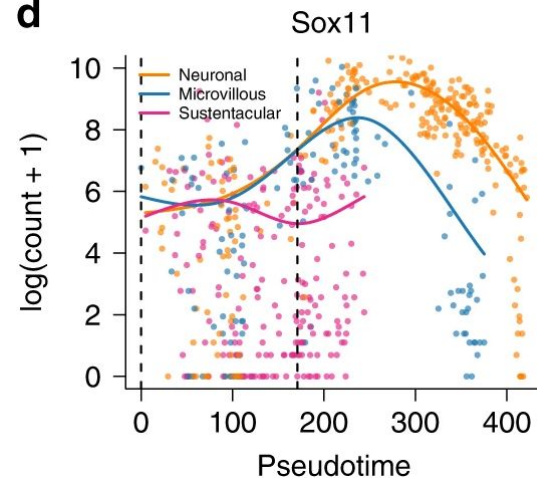 d
Sox11
Neuronal
Microvillous
Sustentacular
log(count + 1)
10
8
6
4
2
0
0 100 200 300 400
Pseudotime